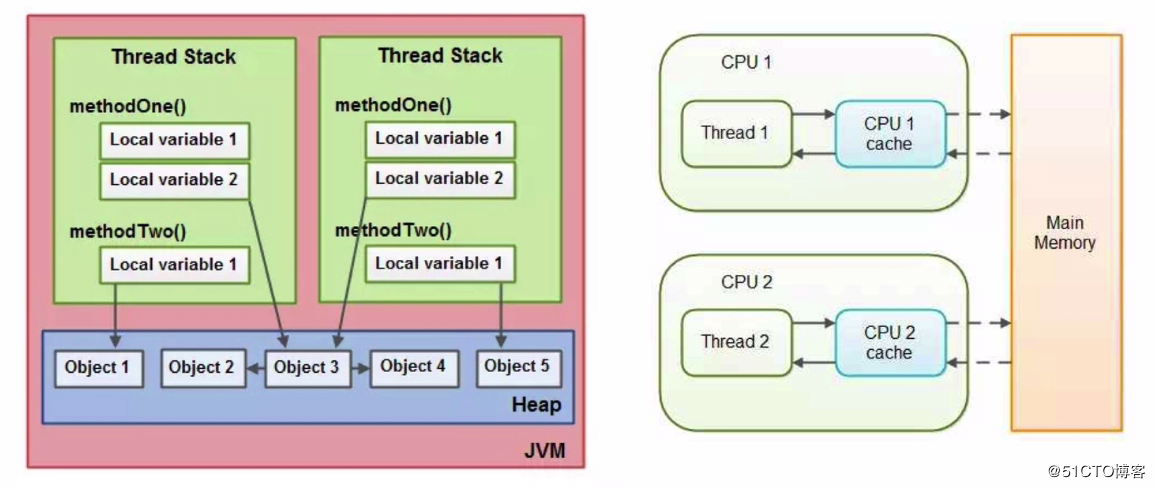 Thread Stack
methodOne()
Local variable 1
Local variable 2
methodTwo()
Local variable 1
Thread Stack
methodOne()
Local variable 1
Local variable 2
methodTwo()
Local variable 1
Object 1
Object 2
Object 3
Object 4
Object 5
Heap
JVM
CPU 1
Thread 1
CPU 1
cache
CPU 2
Thread 2
CPU 2
cache
Main
Memory
@51CTO博客